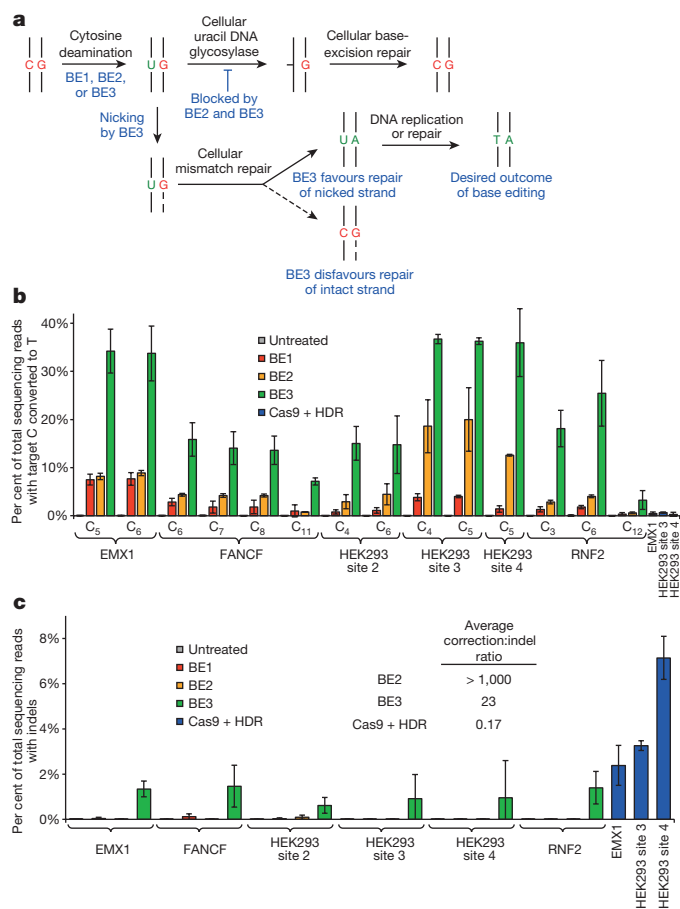 a
Cytosine
deamination
BE1, BE2,
or BE3
Cellular
uracil DNA
glycosylase
Blocked by
BE2 and BE3
Cellular base-
excision repair
C G
U G
G
C G
Nicking
by BE3
U G
Cellular
mismatch repair
U A
BE3 favours repair
of nicked strand
DNA replication
or repair
T A
Desired outcome
of base editing
C G
BE3 disfavours repair
of intact strand
b
Per cent of total sequencing reads
with target C converted to T
40%
30%
20%
10%
0%
Untreated
BE1
BE2
BE3
Cas9 + HDR
C5 C6 C6 C7 C8 C11 C4 C6 C4 C5 C5 C3 C6 C12
EMX1
FANCF
HEK293
site 2
HEK293
site 3
HEK293
site 4
RNF2
EMX1
HEK293 site 3
HEK293 site 4
c
Per cent of total sequencing reads
with indels
8%
6%
4%
2%
0%
Untreated
BE1
BE2
BE3
Cas9 + HDR
Average
correction:indel
ratio
BE2 > 1,000
BE3 23
Cas9 + HDR 0.17
EMX1
FANCF
HEK293
site 2
HEK293
site 3
HEK293
site 4
RNF2
EMX1
HEK293 site 3
HEK293 site 4